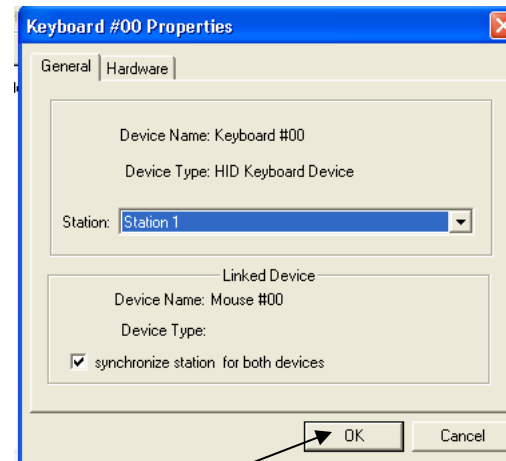 Keyboard #00 Properties
General Hardware
Device Name: Keyboard #00
Device Type: HID Keyboard Device
Station: Station 1
Linked Device
Device Name: Mouse #00
Device Type:
synchronize station for both devices
OK Cancel